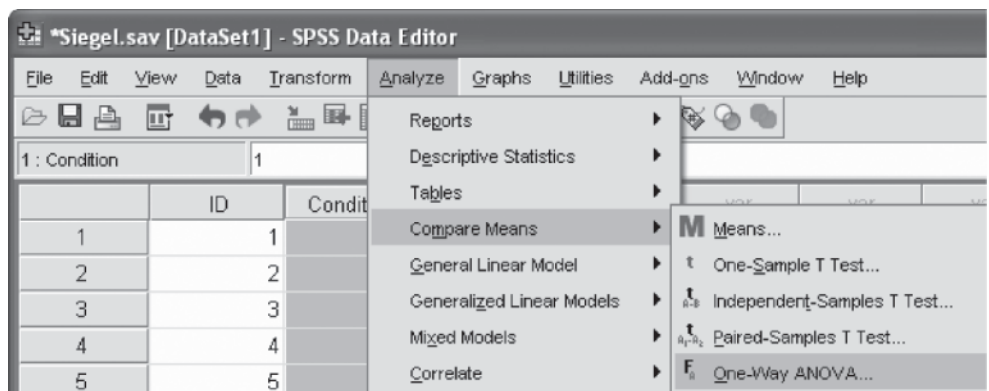 *Siegel.sav [DataSet1] - SPSS Data Editor
File Edit View Data Transform Analyze Graphs Utilities Add-ons Window Help
1 : Condition 1
Reports
Descriptive Statistics
Tables
Compare Means
General Linear Model
Generalized Linear Models
Mixed Models
Correlate
M Means...
t One-Sample T Test...
Independent-Samples T Test...
Paired-Samples T Test...
One-Way ANOVA...
ID Condit
1 1
2 2
3 3
4 4
5 5